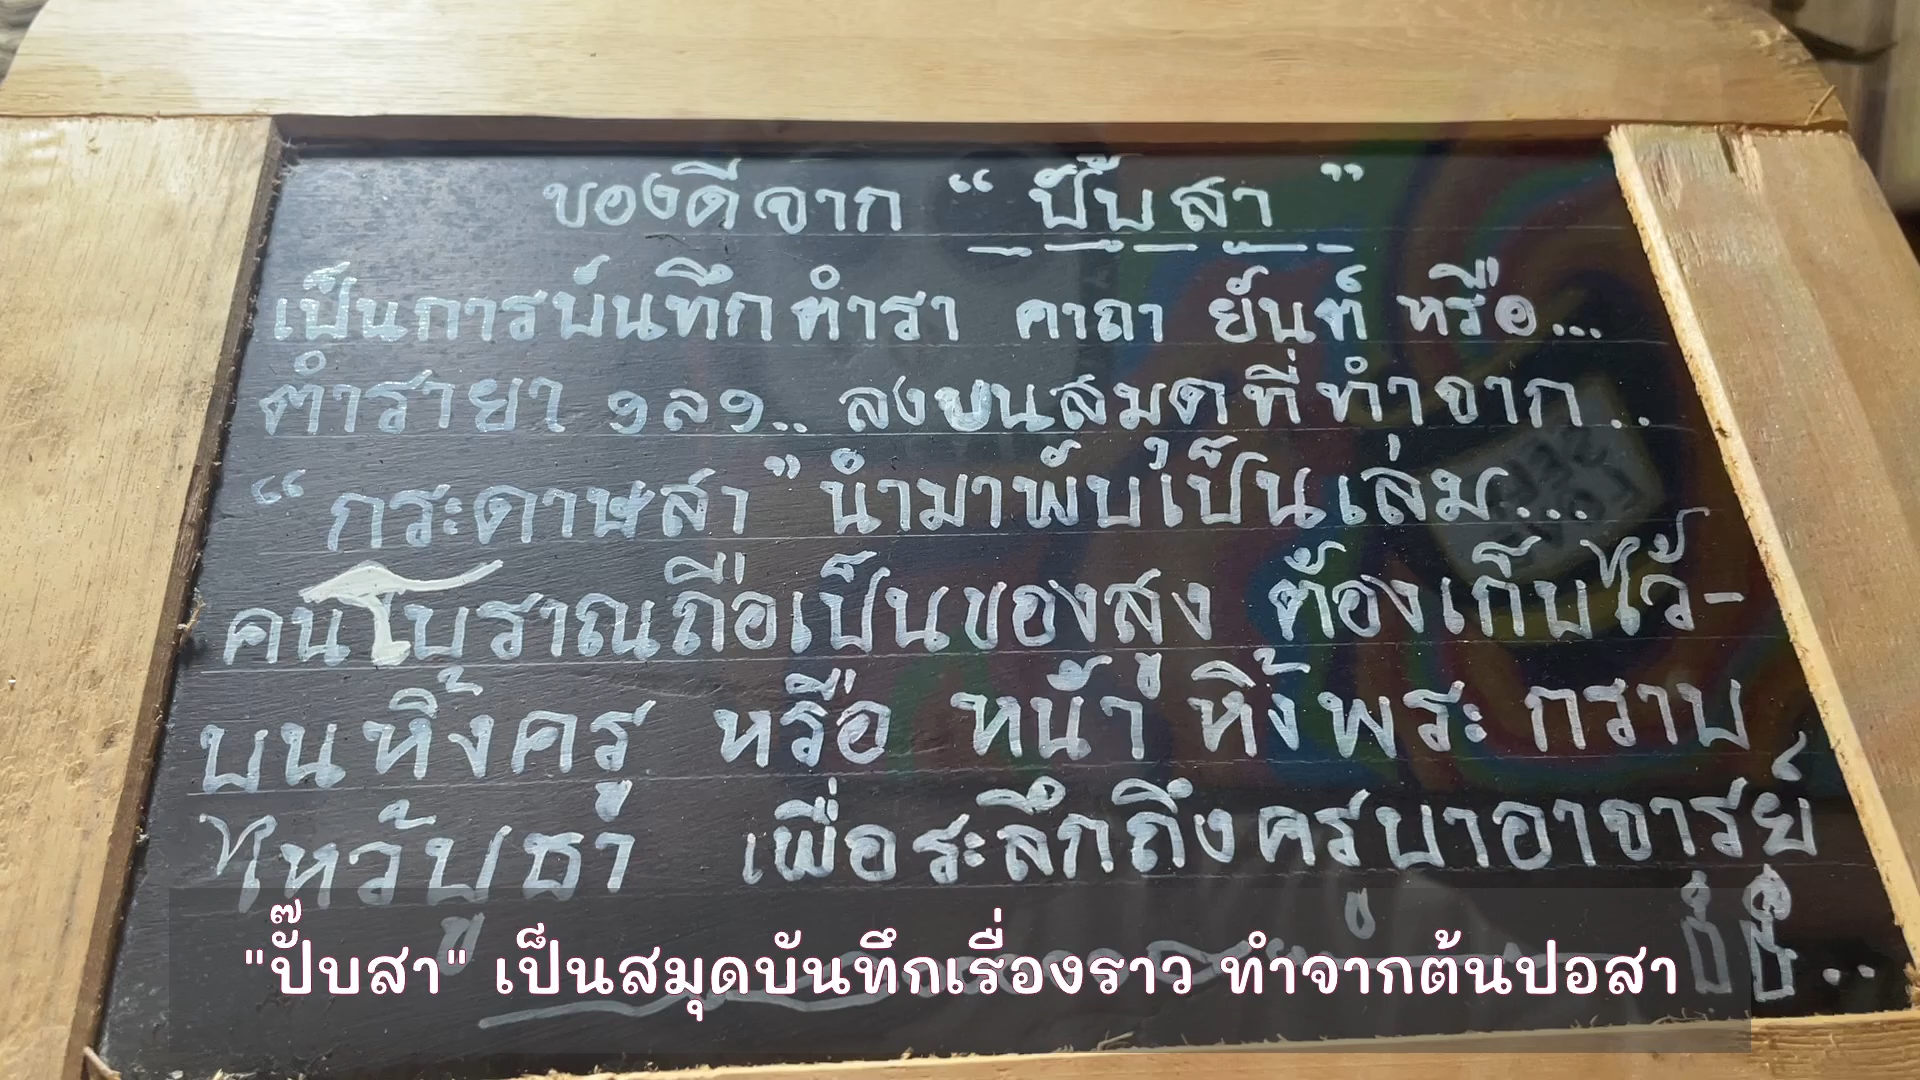 ของดีจาก “ ปั๊บสา ”
เป็นการบันทึกตำรา คาถา ยันต์ หรือ...
ตำรายา ฯลฯ.. ลงบนสมุดที่ทำจาก..
“ กระดาษสา ” นำมาพับเป็นเล่ม...
คนโบราณถือเป็นของสูง ต้องเก็บไว้-
บนหิ้งครู หรือ หน้าหิ้งพระ กราบ
ไหว้บูชา เพื่อระลึกถึงครูบาอาจารย์
"ปั๊บสา" เป็นสมุดบันทึกเรื่องราว ทำจากต้นปอสา